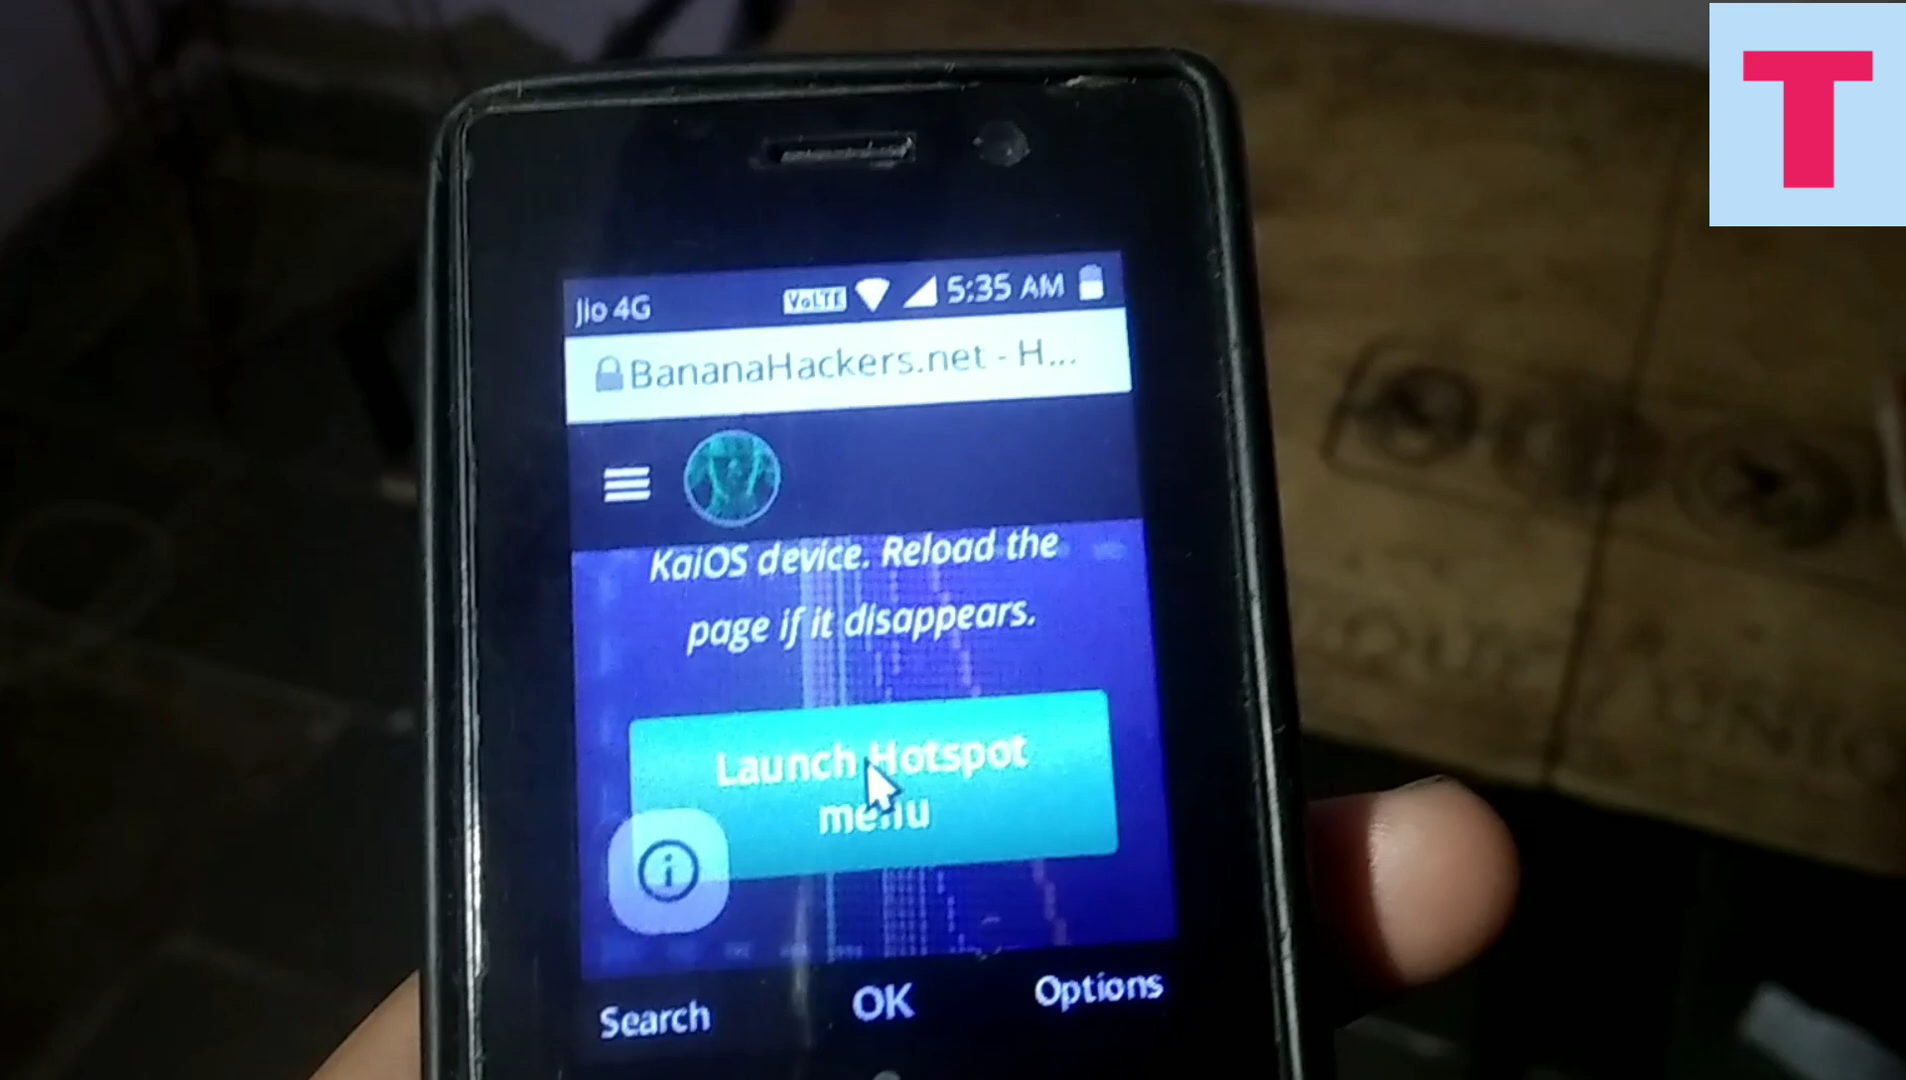 T
Jio 4G VoLTE 5:35 AM
BananaHackers.net - H...
KaiOS device. Reload the
page if it disappears.
Launch Hotspot
menu
Search OK Options